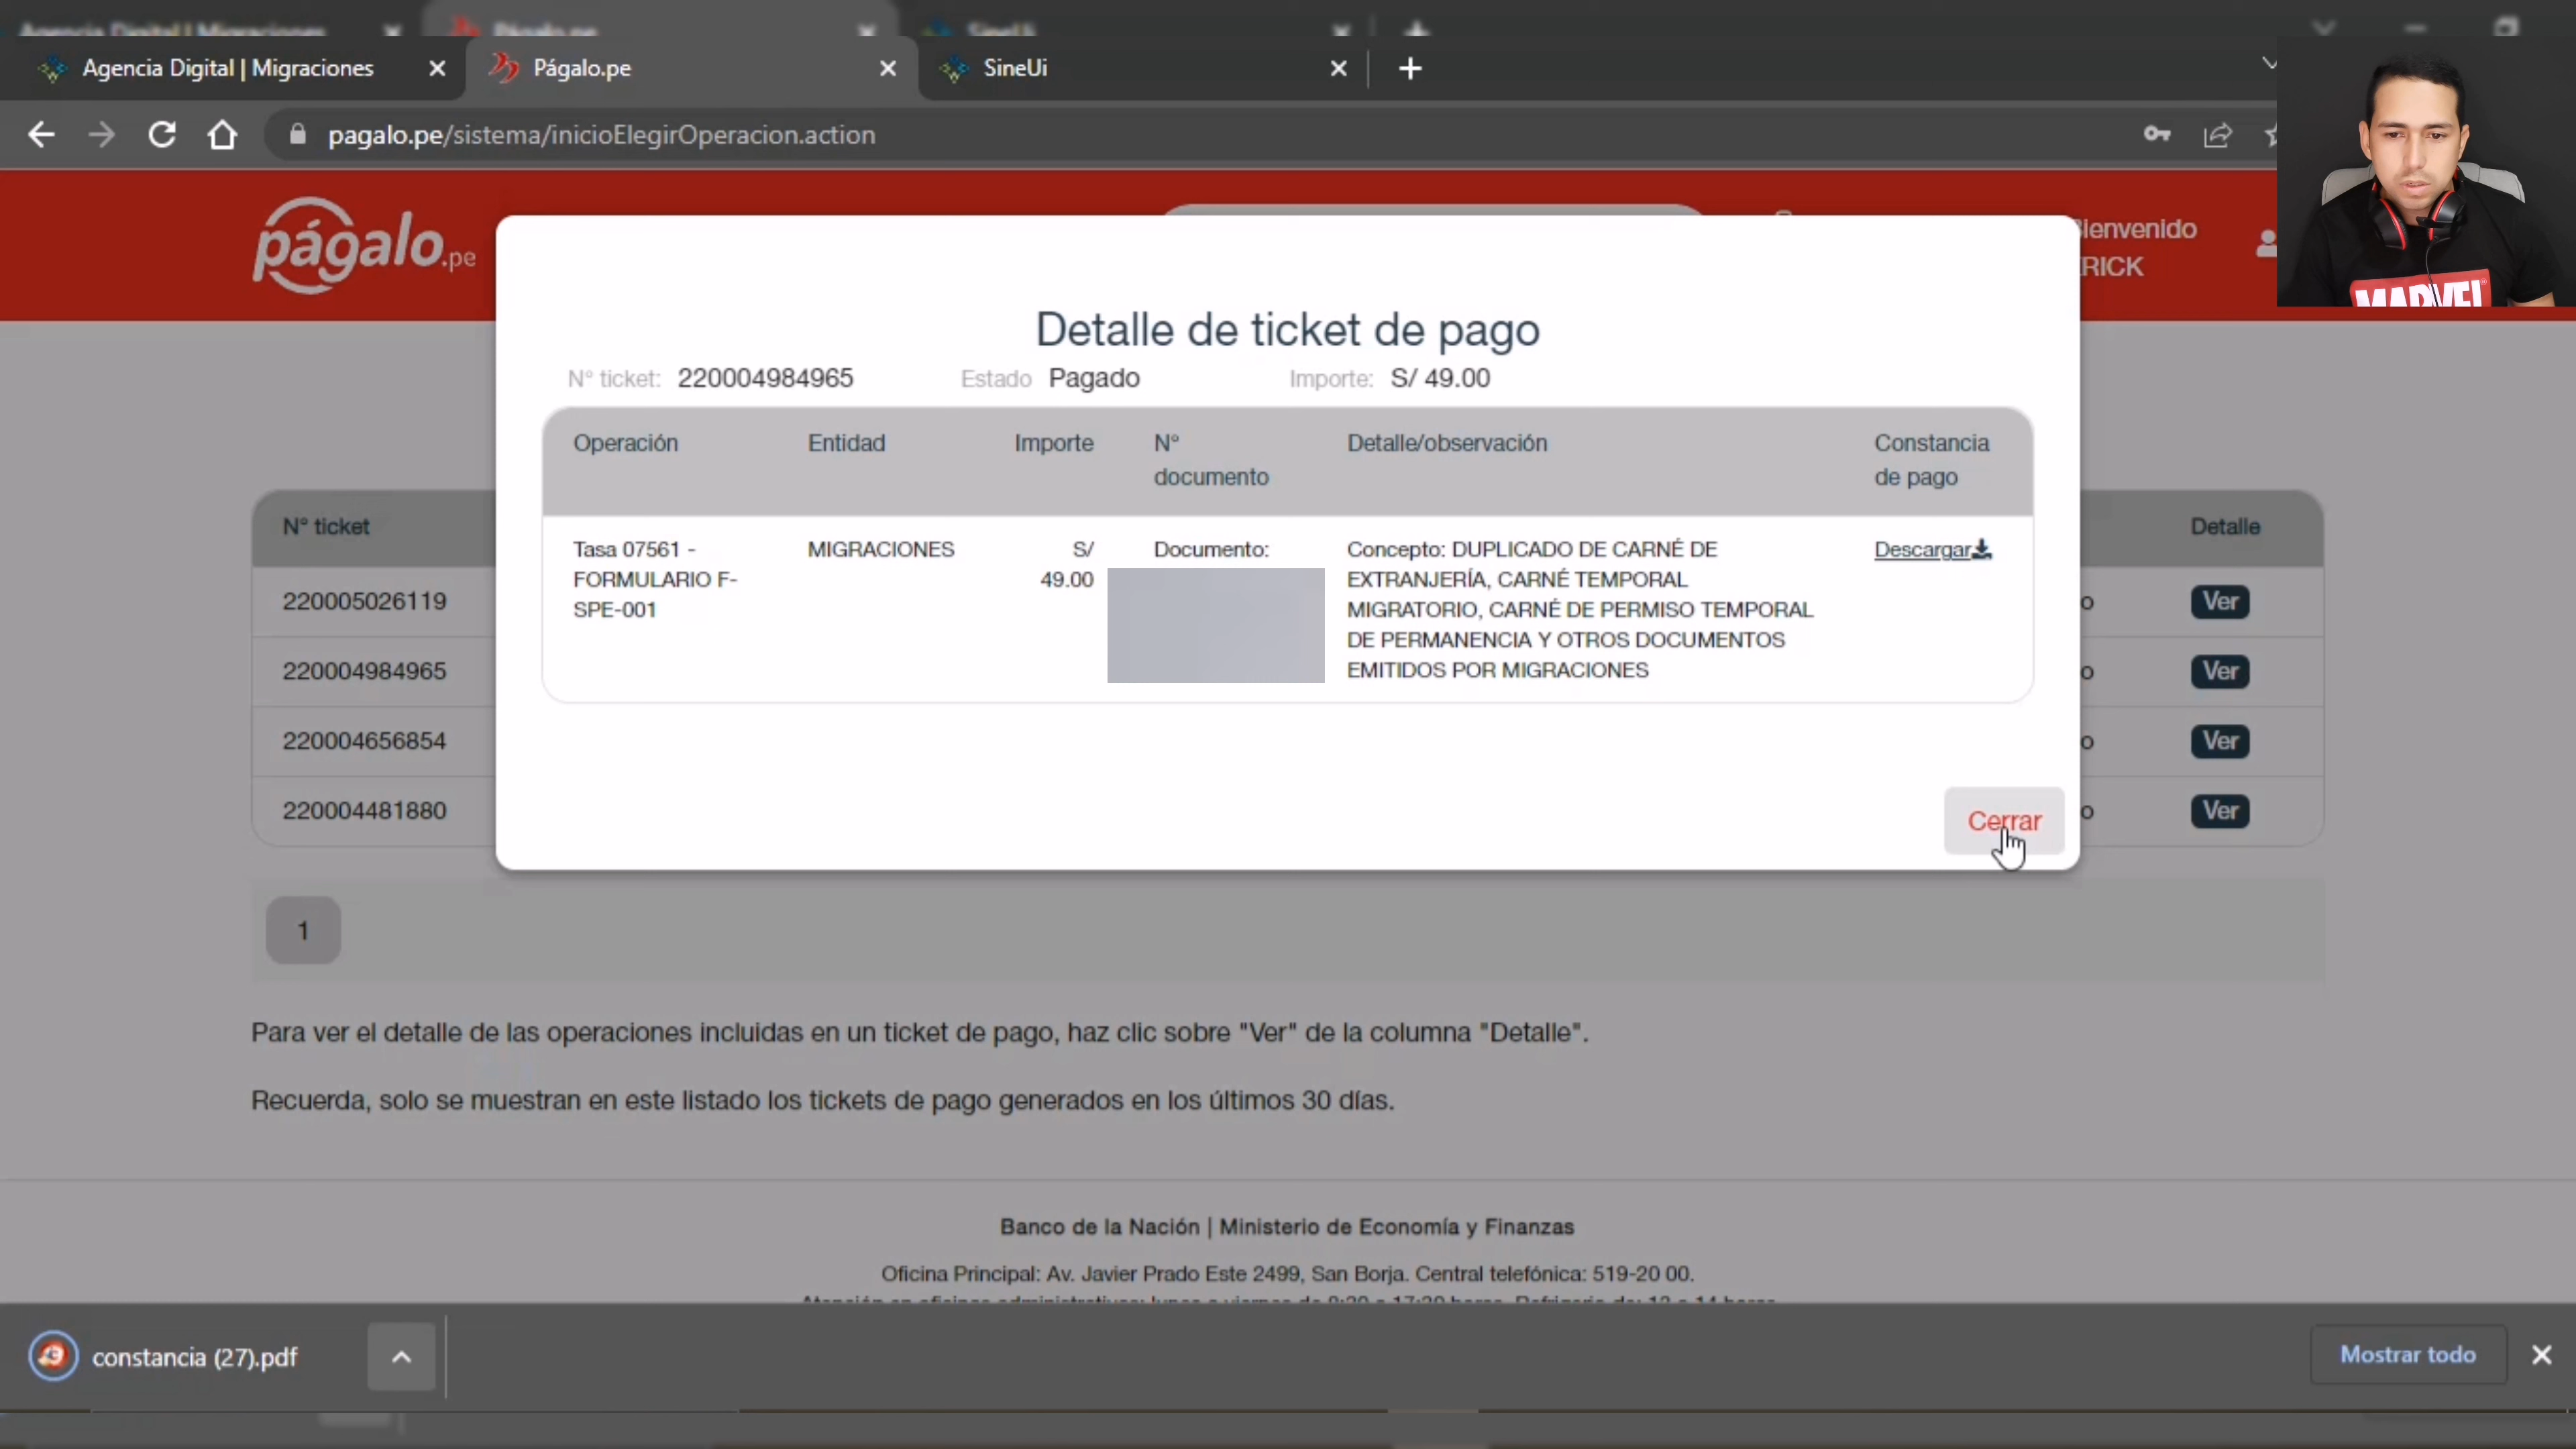 Agencia Digital | Migraciones
Págalo.pe
SineUi
pagalo.pe/sistema/inicioElegirOperacion.action
págalo.pe
Bienvenido
RICK
MARVEL
Detalle de ticket de pago
N° ticket: 220004984965 Estado Pagado Importe: S/ 49.00
Operación Entidad Importe N° documento Detalle/observación Constancia de pago
Tasa 07561 -
FORMULARIO F-
SPE-001
MIGRACIONES
S/
49.00
Documento:
Concepto: DUPLICADO DE CARNÉ DE
EXTRANJERÍA, CARNÉ TEMPORAL
MIGRATORIO, CARNÉ DE PERMISO TEMPORAL
DE PERMANENCIA Y OTROS DOCUMENTOS
EMITIDOS POR MIGRACIONES
Descargar
Cerrar
N° ticket Detalle
220005026119 o Ver
220004984965 o Ver
220004656854 o Ver
220004481880 o Ver
1
Para ver el detalle de las operaciones incluidas en un ticket de pago, haz clic sobre "Ver" de la columna "Detalle".
Recuerda, solo se muestran en este listado los tickets de pago generados en los últimos 30 días.
Banco de la Nación | Ministerio de Economía y Finanzas
Oficina Principal: Av. Javier Prado Este 2499, San Borja. Central telefónica: 519-20 00.
constancia (27).pdf
Mostrar todo